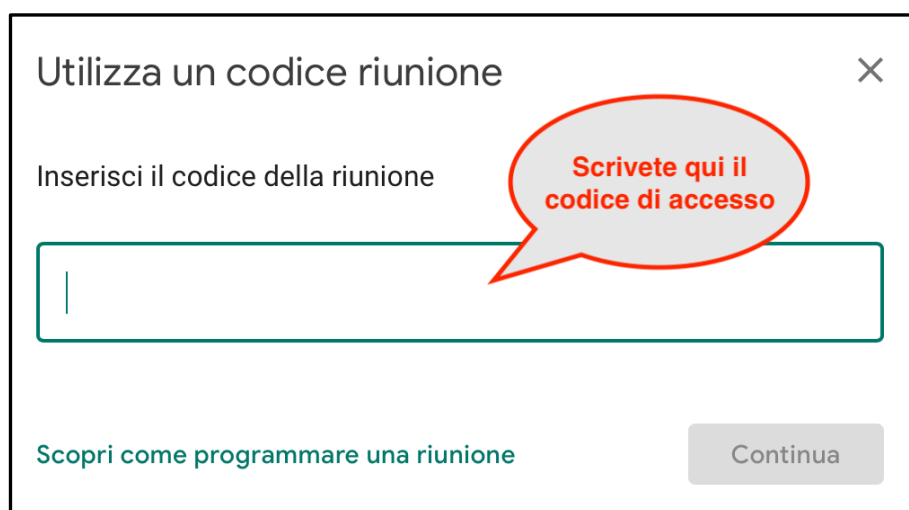 Utilizza un codice riunione
Inserisci il codice della riunione
Scrivete qui il
codice di accesso
Scopri come programmare una riunione
Continua